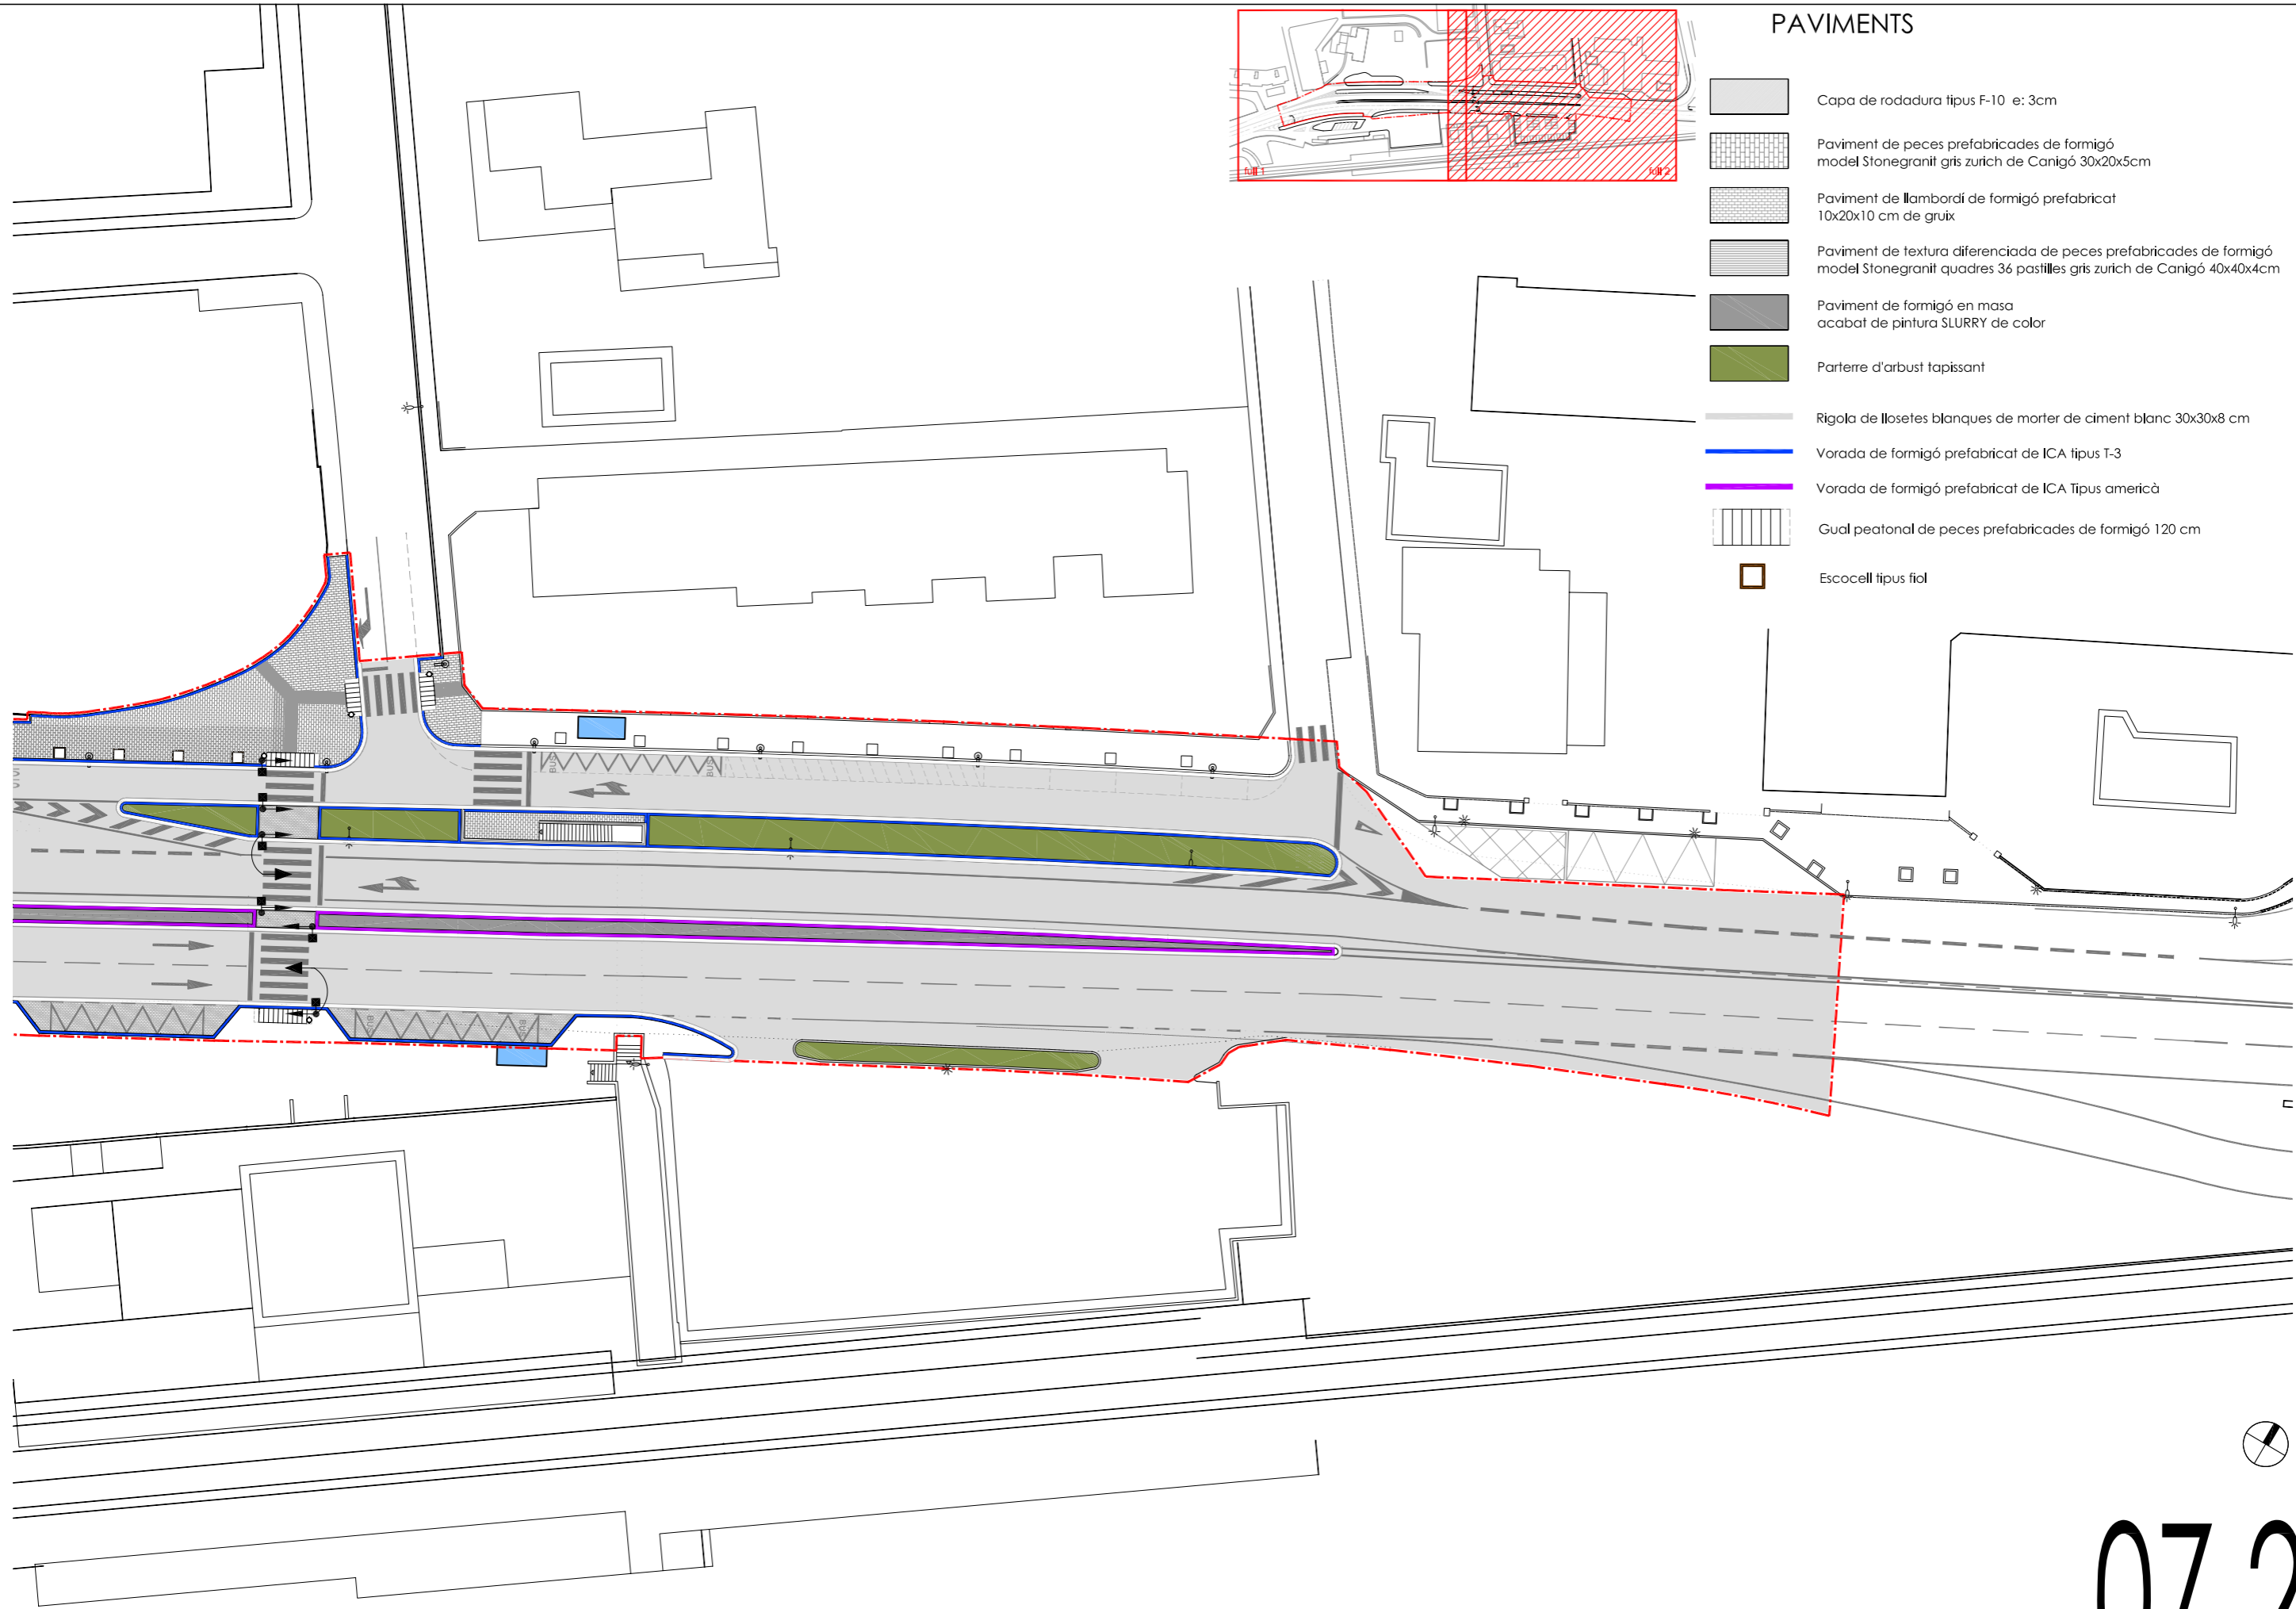 PAVIMENTS
full 1
full 2
Capa de rodadura tipus F-10 e: 3cm
Paviment de peces prefabricades de formigó
model Stonegranit gris zurich de Canigó 30x20x5cm
Paviment de llambordí de formigó prefabricat
10x20x10 cm de gruix
Paviment de textura diferenciada de peces prefabricades de formigó
model Stonegranit quadres 36 pastilles gris zurich de Canigó 40x40x4cm
Paviment de formigó en masa
acabat de pintura SLURRY de color
Parterre d'arbust tapissant
Rigola de llosetes blanques de morter de ciment blanc 30x30x8 cm
Vorada de formigó prefabricat de ICA tipus T-3
Vorada de formigó prefabricat de ICA Tipus americà
Gual peatonal de peces prefabricades de formigó 120 cm
Escocell tipus fiol
BUS
BUS
BUS
BUS
07.2